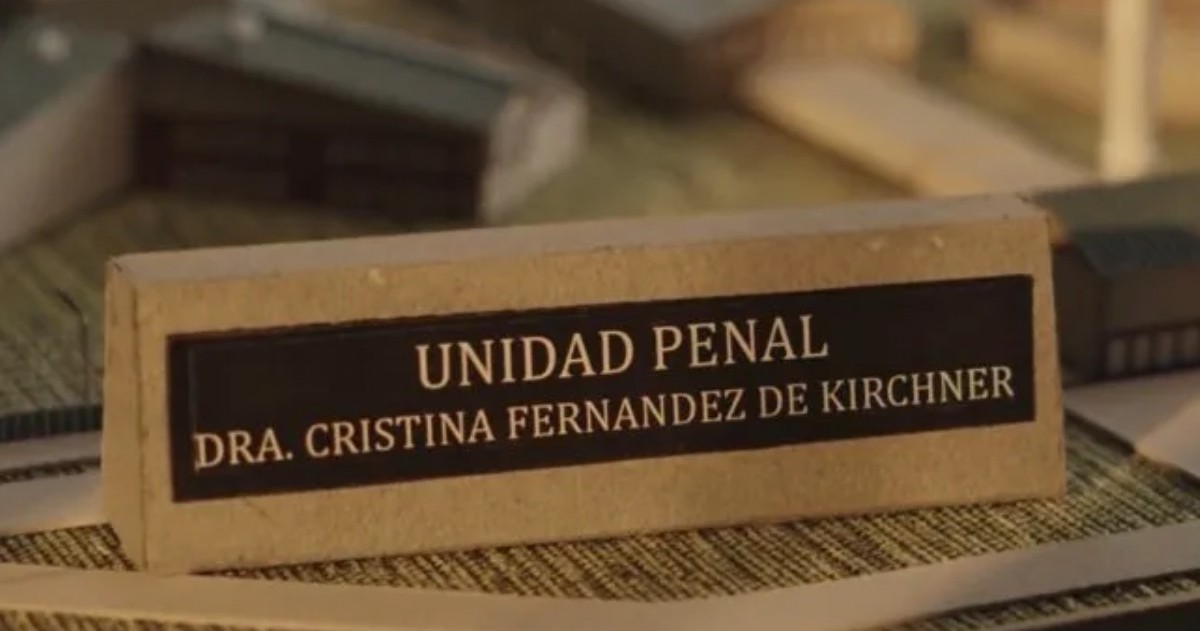 UNIDAD PENAL
DRA. CRISTINA FERNANDEZ DE KIRCHNER